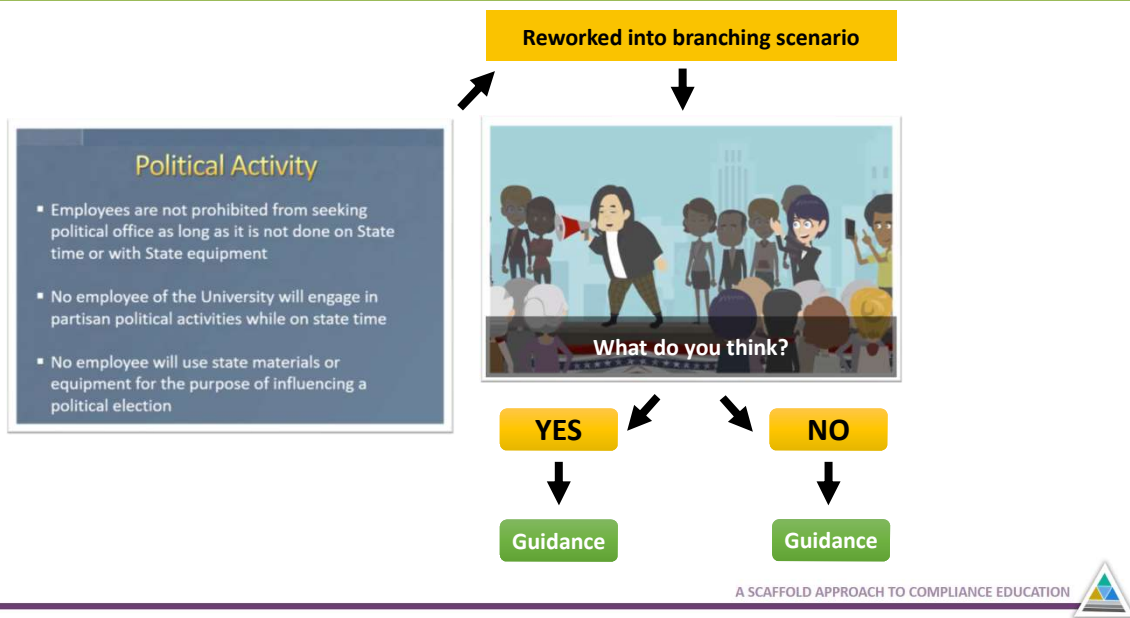 Reworked into branching scenario
Political Activity
▪ Employees are not prohibited from seeking
political office as long as it is not done on State
time or with State equipment
▪ No employee of the University will engage in
partisan political activities while on state time
▪ No employee will use state materials or
equipment for the purpose of influencing a
political election
What do you think?
YES
NO
Guidance
Guidance
A SCAFFOLD APPROACH TO COMPLIANCE EDUCATION